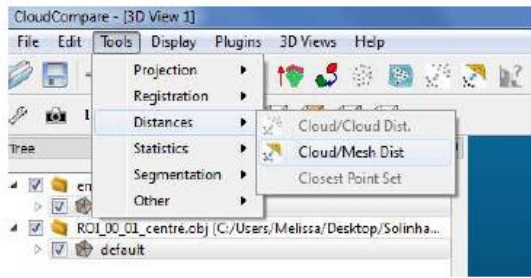 CloudCompare - [3D View 1]
File Edit Tools Display Plugins 3D Views Help
Projection
Registration
Distances
Cloud/Cloud Dist.
Tree
Statistics
Cloud/Mesh Dist
Segmentation
Closest Point Set
Other
ROI_00_01_centre.obj (C:/Users/Melissa/Desktop/Solinha...
default